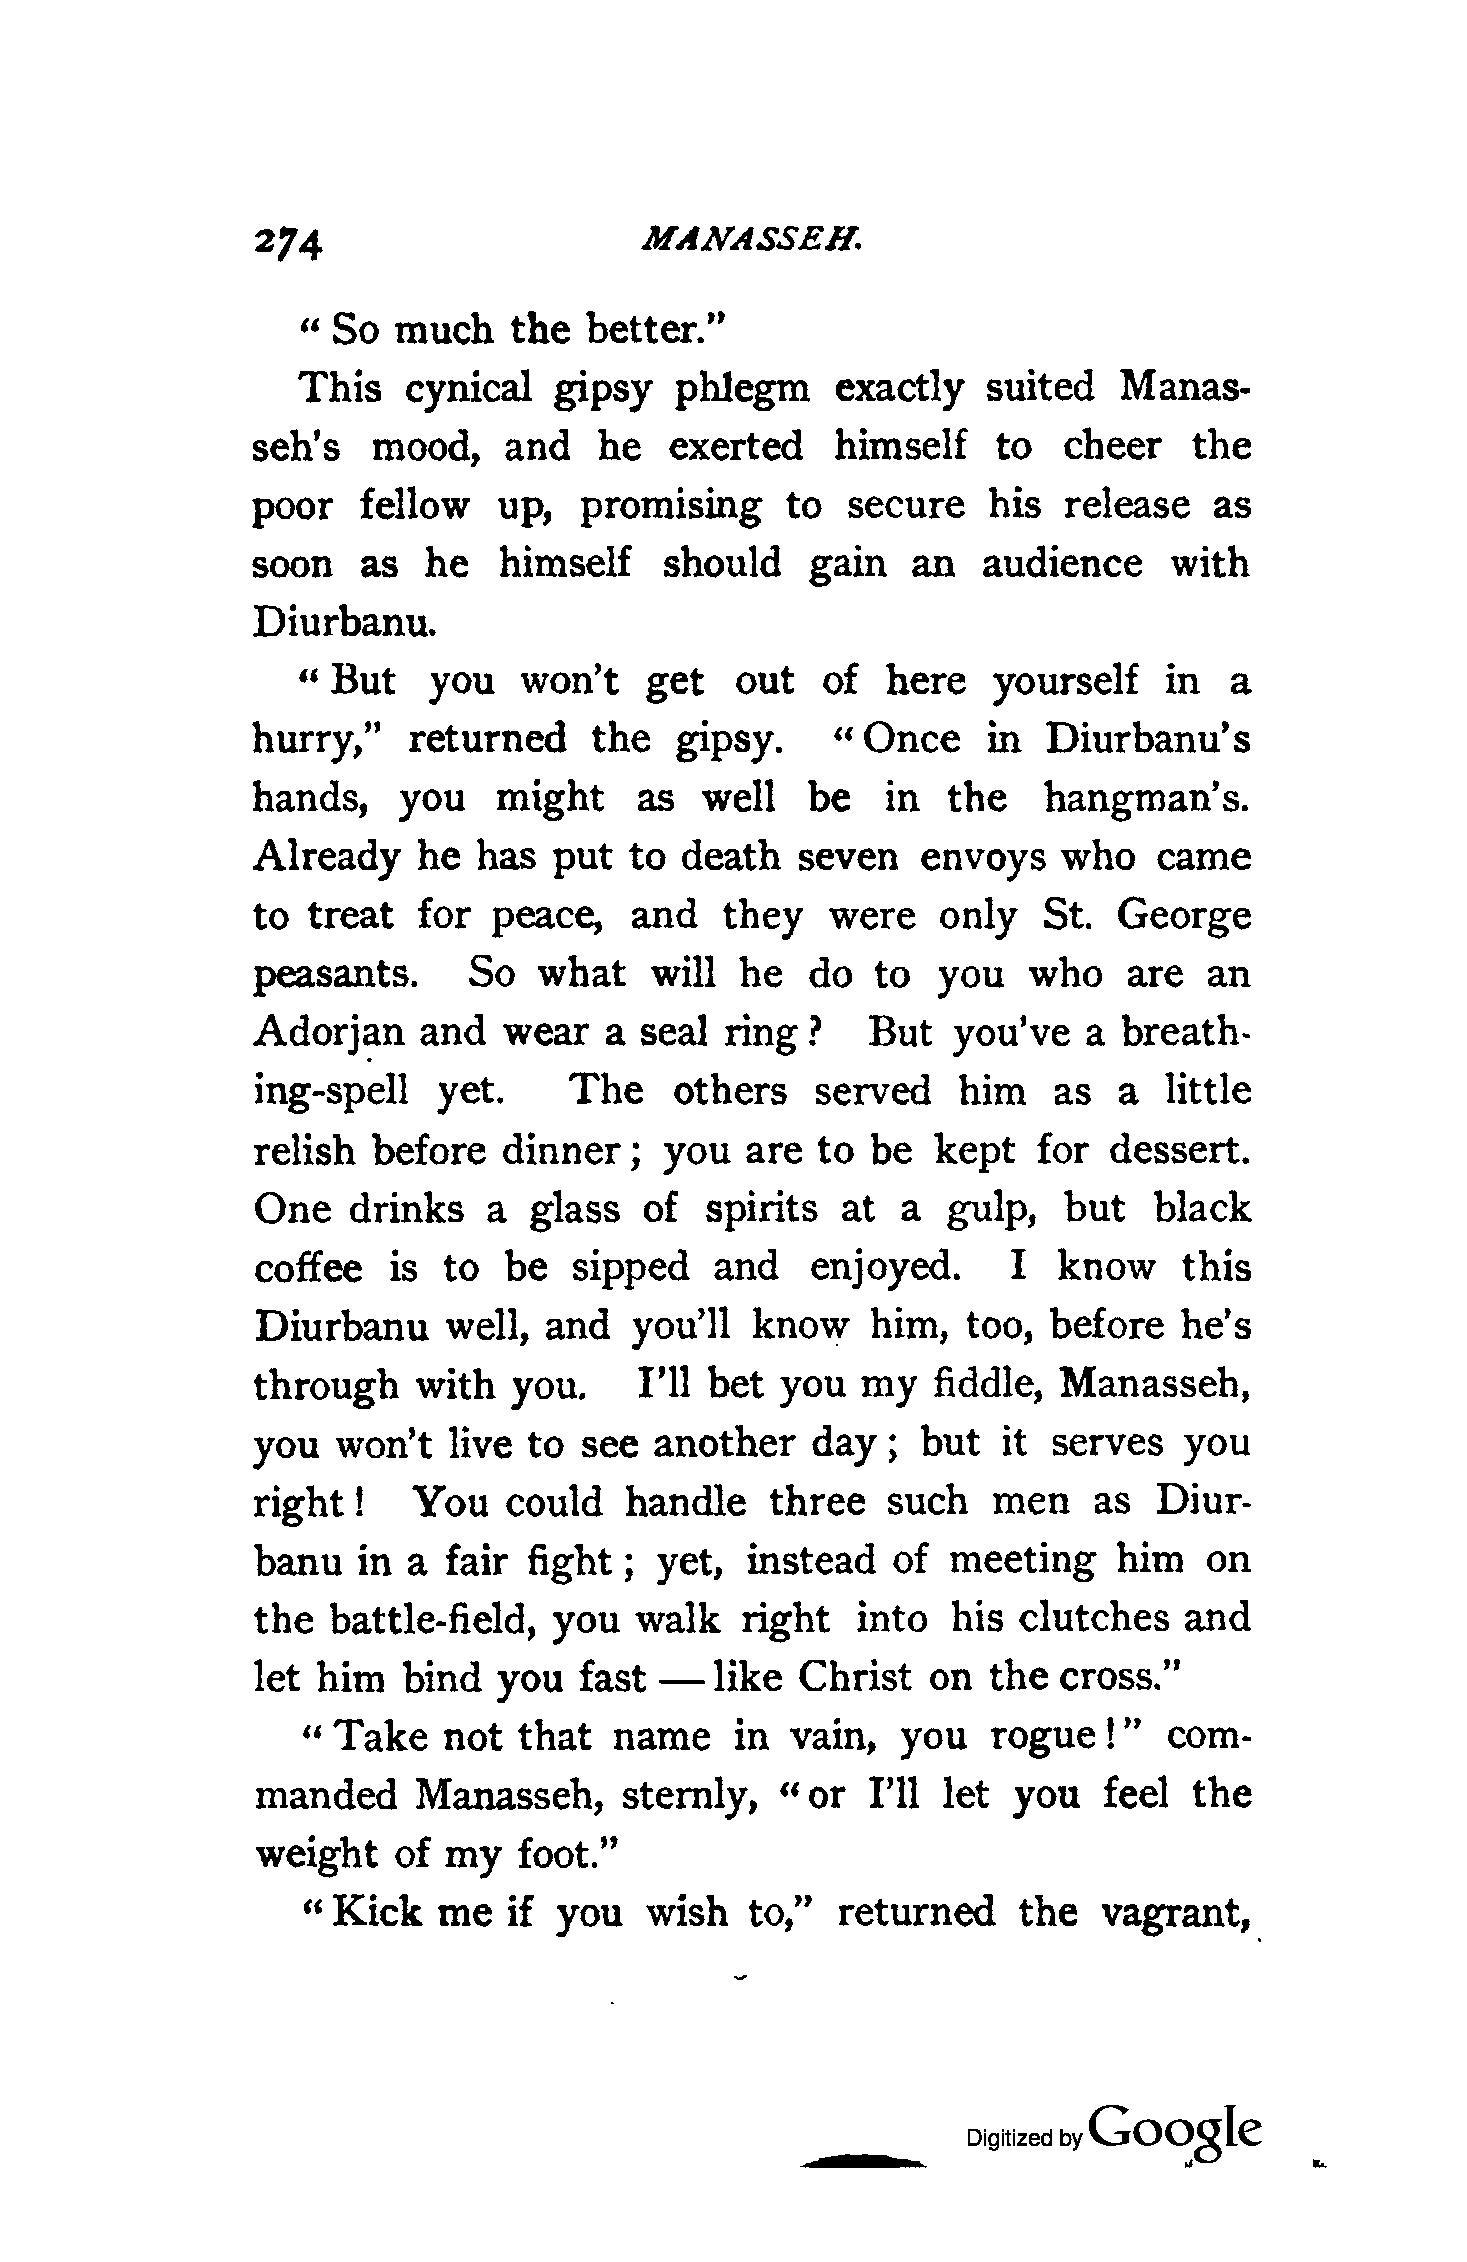 274 MANASSEH.
“ So much the better.”
This cynical gipsy phlegm exactly suited Manas-
seh's mood, and he exerted himself to cheer the
poor fellow up, promising to secure his release as
soon as he himself should gain an audience with
Diurbanu.
“ But you won't get out of here yourself in a
hurry,” returned the gipsy. “ Once in Diurbanu's
hands, you might as well be in the hangman's.
Already he has put to death seven envoys who came
to treat for peace, and they were only St. George
peasants. So what will he do to you who are an
Adorjan and wear a seal ring ? But you've a breath-
ing-spell yet. The others served him as a little
relish before dinner ; you are to be kept for dessert.
One drinks a glass of spirits at a gulp, but black
coffee is to be sipped and enjoyed. I know this
Diurbanu well, and you'll know him, too, before he's
through with you. I'll bet you my fiddle, Manasseh,
you won't live to see another day ; but it serves you
right ! You could handle three such men as Diur-
banu in a fair fight ; yet, instead of meeting him on
the battle-field, you walk right into his clutches and
let him bind you fast — like Christ on the cross.”
“ Take not that name in vain, you rogue ! ” com-
manded Manasseh, sternly, “ or I'll let you feel the
weight of my foot.”
“ Kick me if you wish to,” returned the vagrant,
Digitized by Google